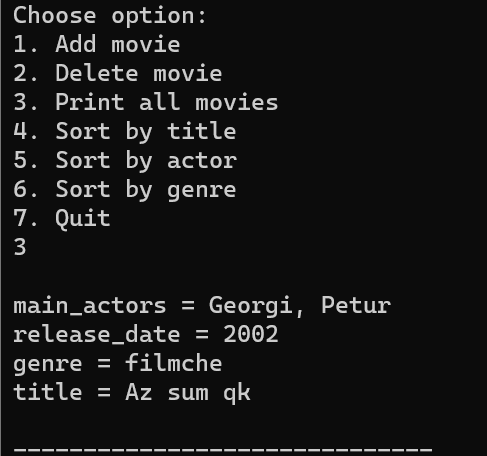 Choose option:
1. Add movie
2. Delete movie
3. Print all movies
4. Sort by title
5. Sort by actor
6. Sort by genre
7. Quit
3
main_actors = Georgi, Petur
release_date = 2002
genre = filmche
title = Az sum qk
______________________________